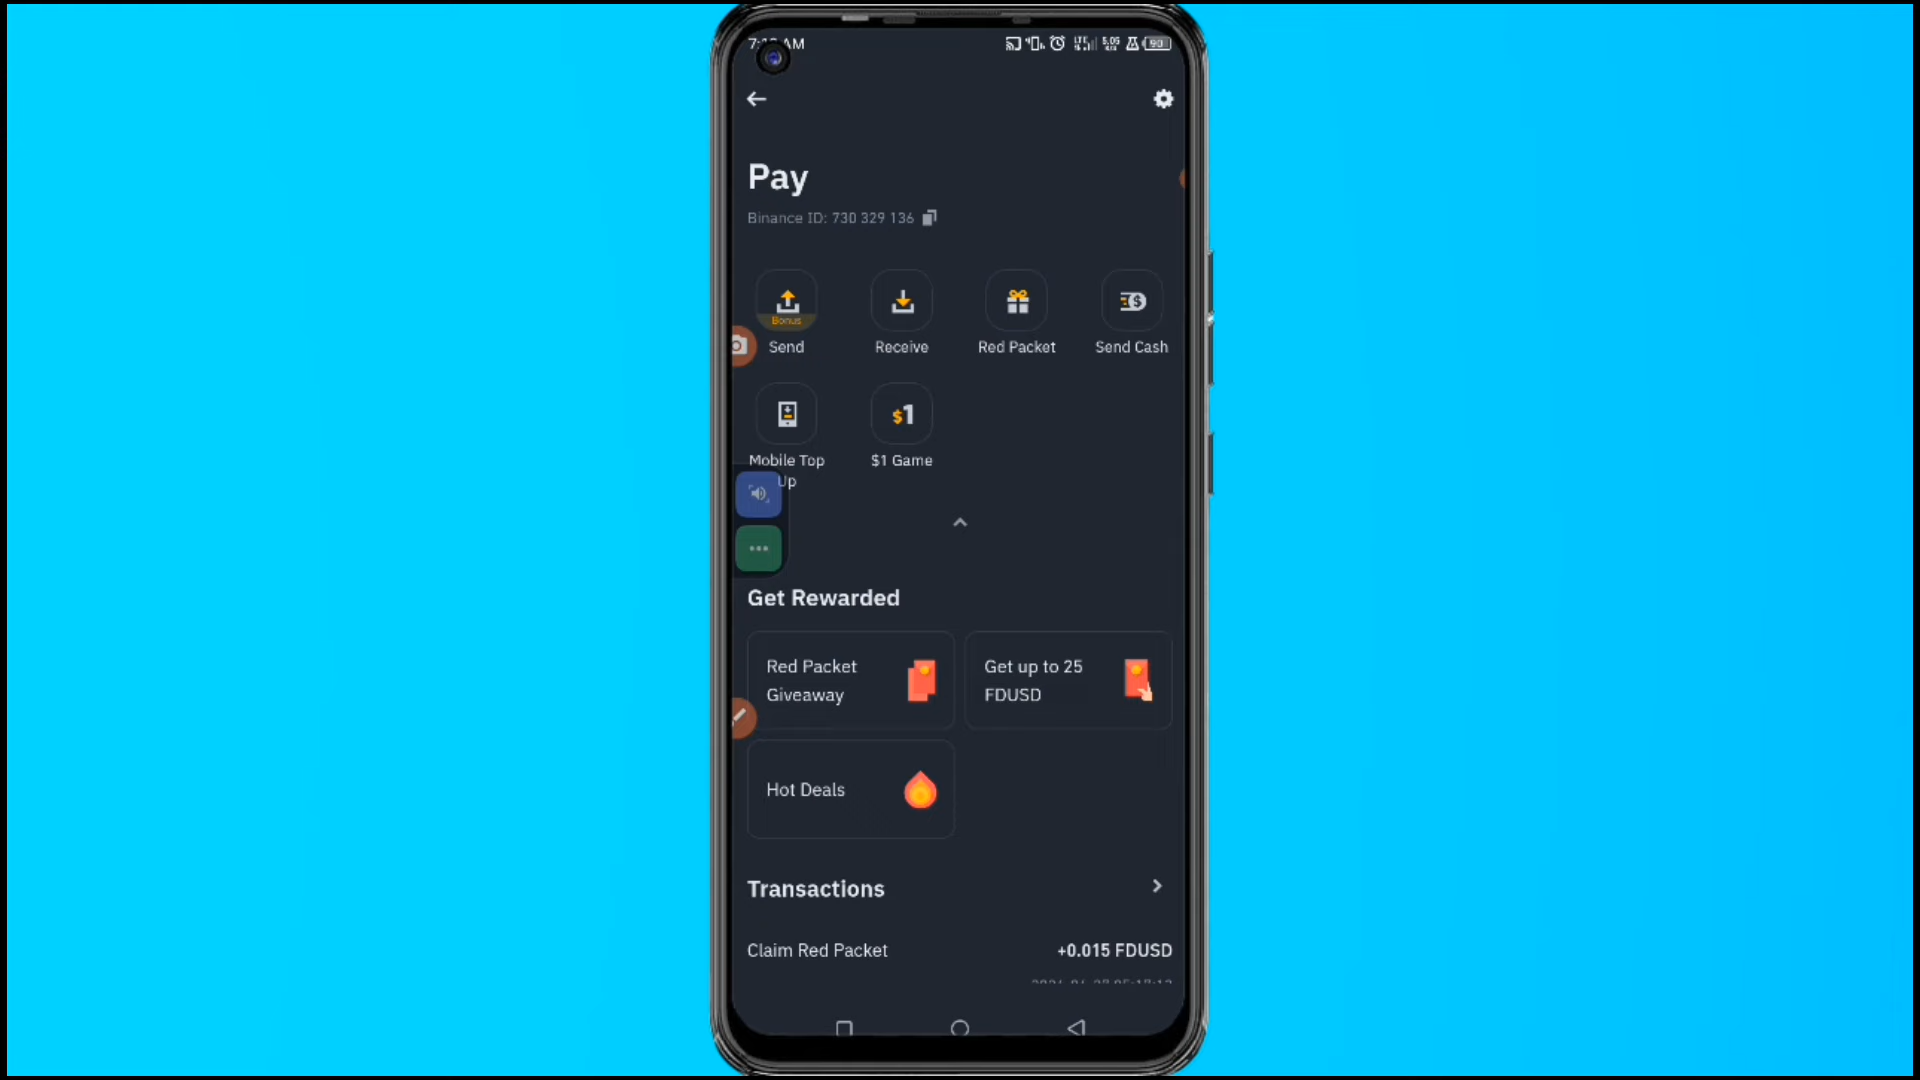 Pay
Binance ID: 730 329 136
Bonus
Send
Receive
Red Packet
Send Cash
$1
Mobile Top
Up
$1 Game
Get Rewarded
Red Packet
Giveaway
Get up to 25
FDUSD
Hot Deals
Transactions
Claim Red Packet
+0.015 FDUSD